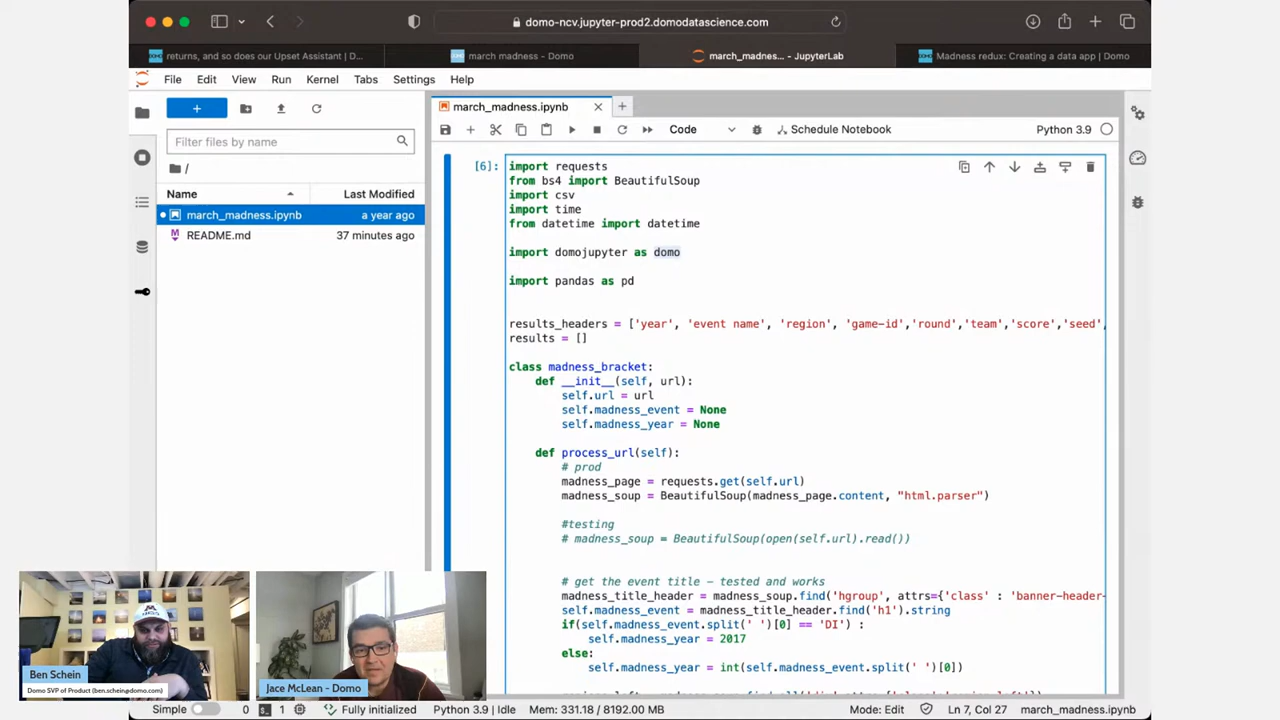 domo-ncv.jupyter-prod2.domodatascience.com
returns, and so does our Upset Assistant | D...
march madness - Domo
march_madnes... - JupyterLab
Madness redux: Creating a data app | Domo
File Edit View Run Kernel Tabs Settings Help
march_madness.ipynb
Code
Schedule Notebook
Python 3.9
Filter files by name
/
Name
Last Modified
march_madness.ipynb
a year ago
README.md
37 minutes ago
[6]:
import requests
from bs4 import BeautifulSoup
import csv
import time
from datetime import datetime
import domojupyter as domo
import pandas as pd
results_headers = ['year', 'event name', 'region', 'game-id','round','team','score','seed',
results = []
class madness_bracket:
def __init__(self, url):
self.url = url
self.madness_event = None
self.madness_year = None
def process_url(self):
# prod
madness_page = requests.get(self.url)
madness_soup = BeautifulSoup(madness_page.content, "html.parser")
#testing
# madness_soup = BeautifulSoup(open(self.url).read())
# get the event title – tested and works
madness_title_header = madness_soup.find('hgroup', attrs={'class' : 'banner-header-
self.madness_event = madness_title_header.find('h1').string
if(self.madness_event.split(' ')[0] == 'DI') :
self.madness_year = 2017
else:
self.madness_year = int(self.madness_event.split(' ')[0])
Ben Schein
Domo SVP of Product (ben.schein@domo.com)
Jace McLean - Domo
Simple
0
1
Fully initialized
Python 3.9 | Idle
Mem: 331.18 / 8192.00 MB
Mode: Edit
Ln 7, Col 27
march_madness.ipynb